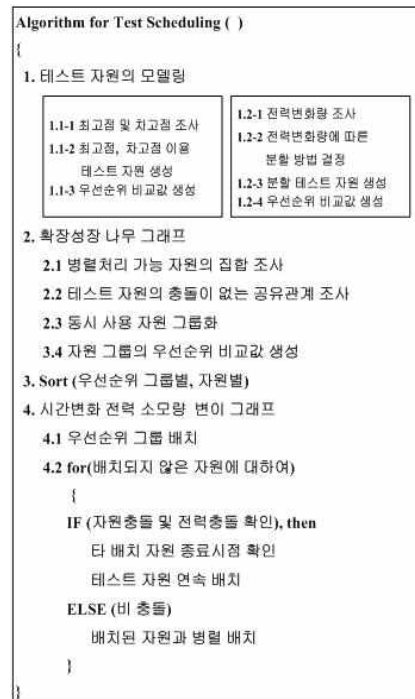 Algorithm for Test Scheduling ( )
{
1. 테스트 자원의 모델링
1.1-1 최고점 및 차고점 조사
1.1-2 최고점, 차고점 이용
테스트 자원 생성
1.1-3 우선순위 비교값 생성
1.2-1 전력변화량 조사
1.2-2 전력변화량에 따른
분할 방법 결정
1.2-3 분할 테스트 자원 생성
1.2-4 우선순위 비교값 생성
2. 확장성장 나무 그래프
2.1 병렬처리 가능 자원의 집합 조사
2.2 테스트 자원의 충돌이 없는 공유관계 조사
2.3 동시 사용 자원 그룹화
3.4 자원 그룹의 우선순위 비교값 생성
3. Sort (우선순위 그룹별, 자원별)
4. 시간변화 전력 소모량 변이 그래프
4.1 우선순위 그룹 배치
4.2 for(배치되지 않은 자원에 대하여)
{
IF (자원충돌 및 전력충돌 확인), then
타 배치 자원 종료시점 확인
테스트 자원 연속 배치
ELSE (비 충돌)
배치된 자원과 병렬 배치
}
}